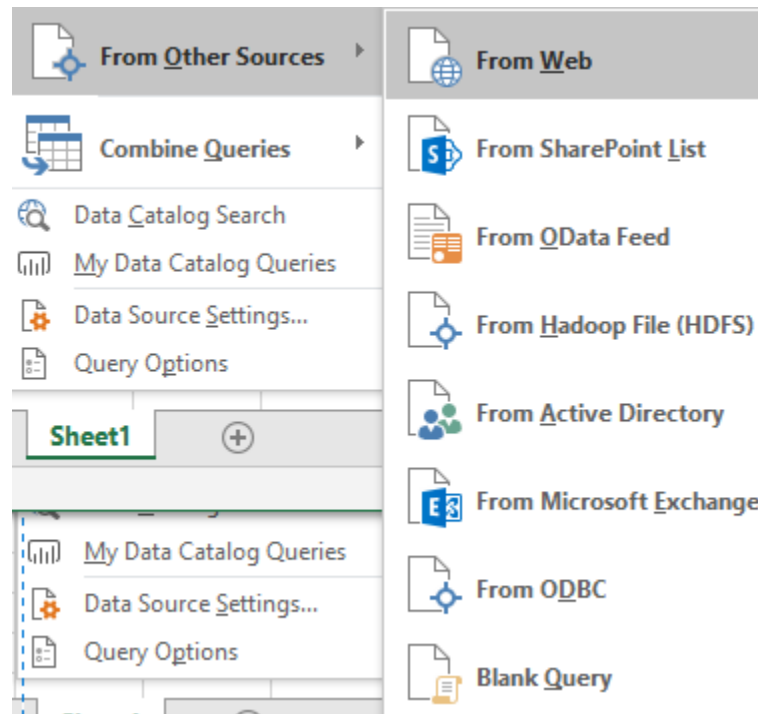 From Other Sources
Combine Queries
Data Catalog Search
My Data Catalog Queries
Data Source Settings...
Query Options
Sheet1
My Data Catalog Queries
Data Source Settings...
Query Options
From Web
From SharePoint List
From OData Feed
From Hadoop File (HDFS)
From Active Directory
From Microsoft Exchange
From ODBC
Blank Query